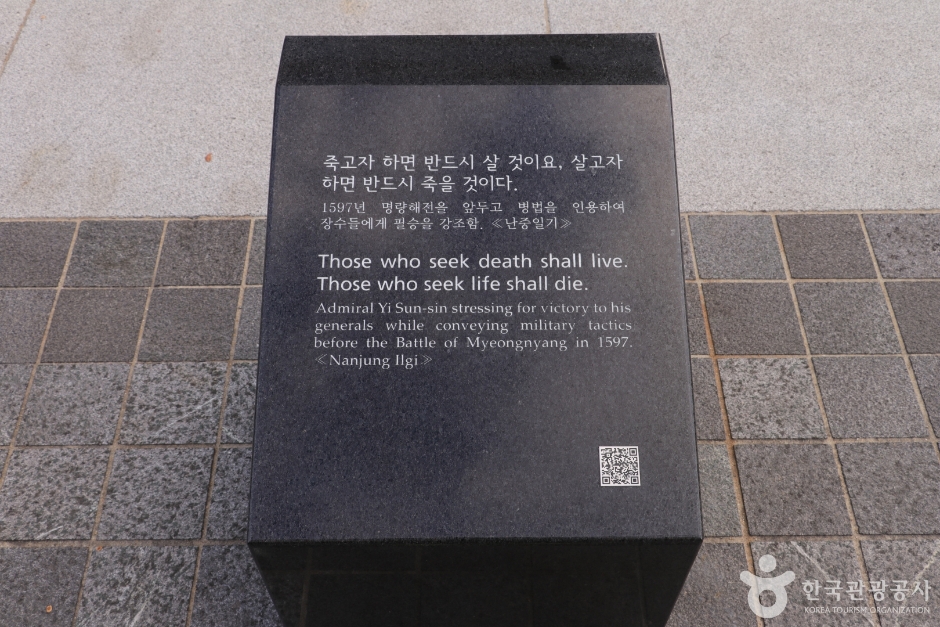 죽고자 하면 반드시 살 것이요, 살고자
하면 반드시 죽을 것이다.
1597년 명량해전을 앞두고 병법을 인용하여
장수들에게 필승을 강조함. ≪난중일기≫
Those who seek death shall live.
Those who seek life shall die.
Admiral Yi Sun-sin stressing for victory to his
generals while conveying military tactics
before the Battle of Myeongnyang in 1597.
≪Nanjung Ilgi≫
한국관광공사
KOREA TOURISM ORGANIZATION